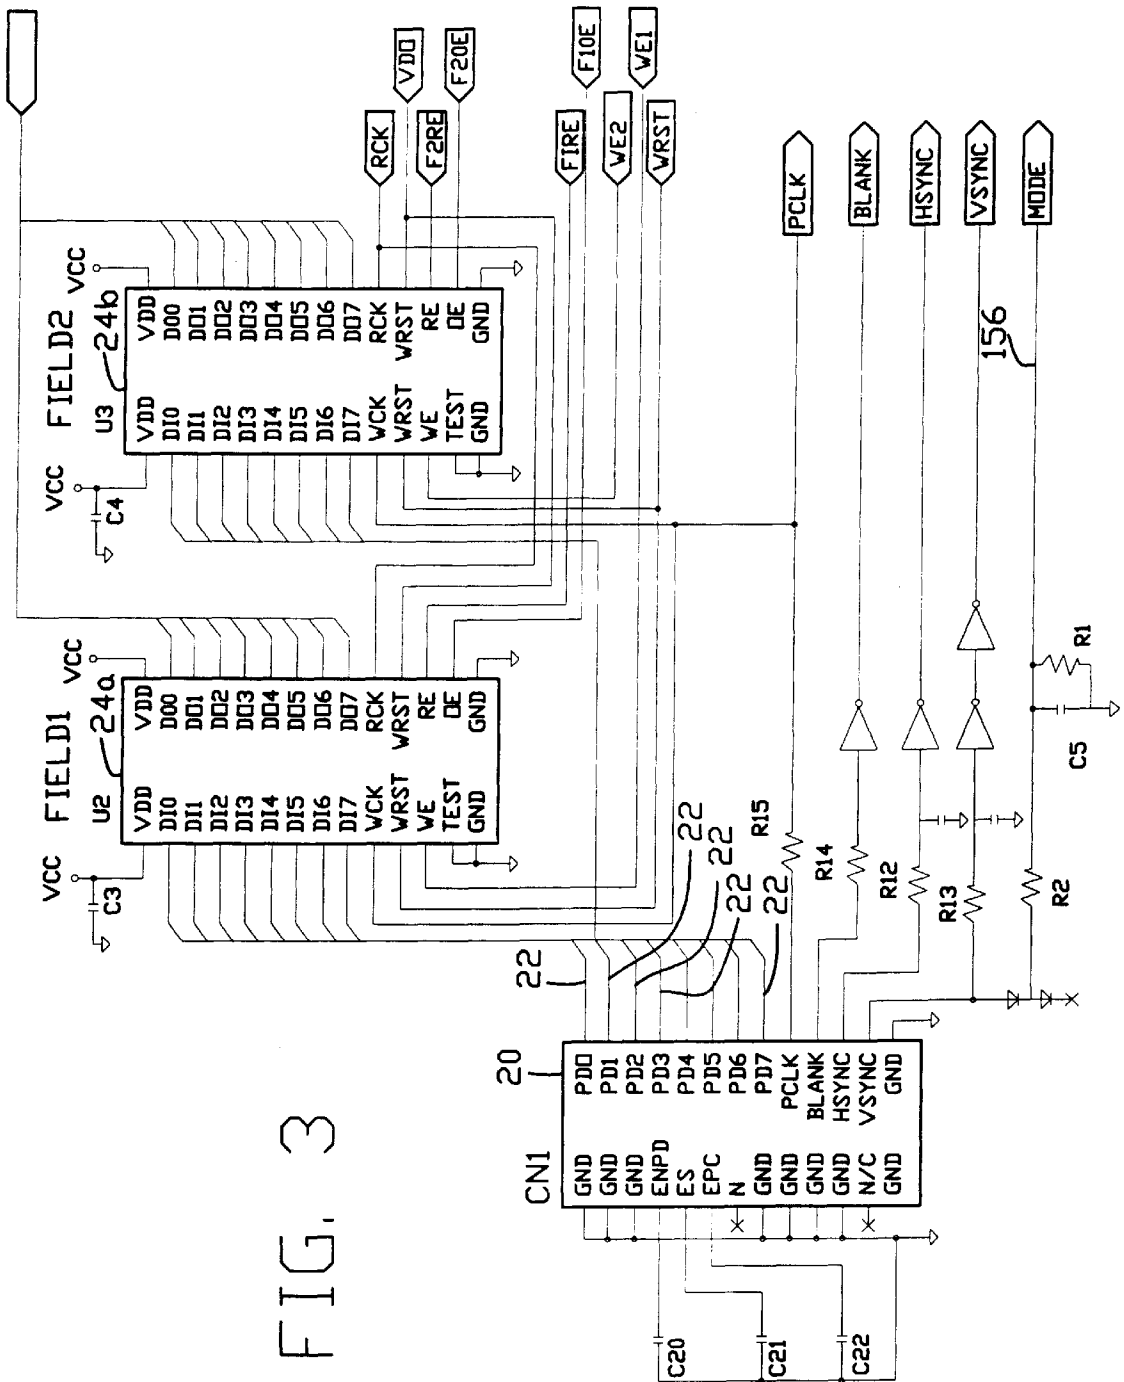 FIG. 3
FIELD1
U2
24a
VCC
VCC
C3
VDD
DI0
DI1
DI2
DI3
DI4
DI5
DI6
DI7
WCK
WRST
WE
TEST
GND
VDD
DO0
DO1
DO2
DO3
DO4
DO5
DO6
DO7
RCK
WRST
RE
OE
GND
FIELD2
U3
24b
VCC
VCC
C4
VDD
DI0
DI1
DI2
DI3
DI4
DI5
DI6
DI7
WCK
WRST
WE
TEST
GND
VDD
DO0
DO1
DO2
DO3
DO4
DO5
DO6
DO7
RCK
WRST
RE
OE
GND
RCK
VDO
F2RE
F2OE
FIRE
F1OE
WE2
WE1
WRST
PCLK
BLANK
HSYNC
VSYNC
MODE
156
CN1
20
GND
GND
GND
ENPD
ES
EPC
N
GND
GND
GND
GND
N/C
GND
PD0
PD1
PD2
PD3
PD4
PD5
PD6
PD7
PCLK
BLANK
HSYNC
VSYNC
GND
22
22
22
22
22
R15
R14
R12
R13
R2
R1
C5
C20
C21
C22